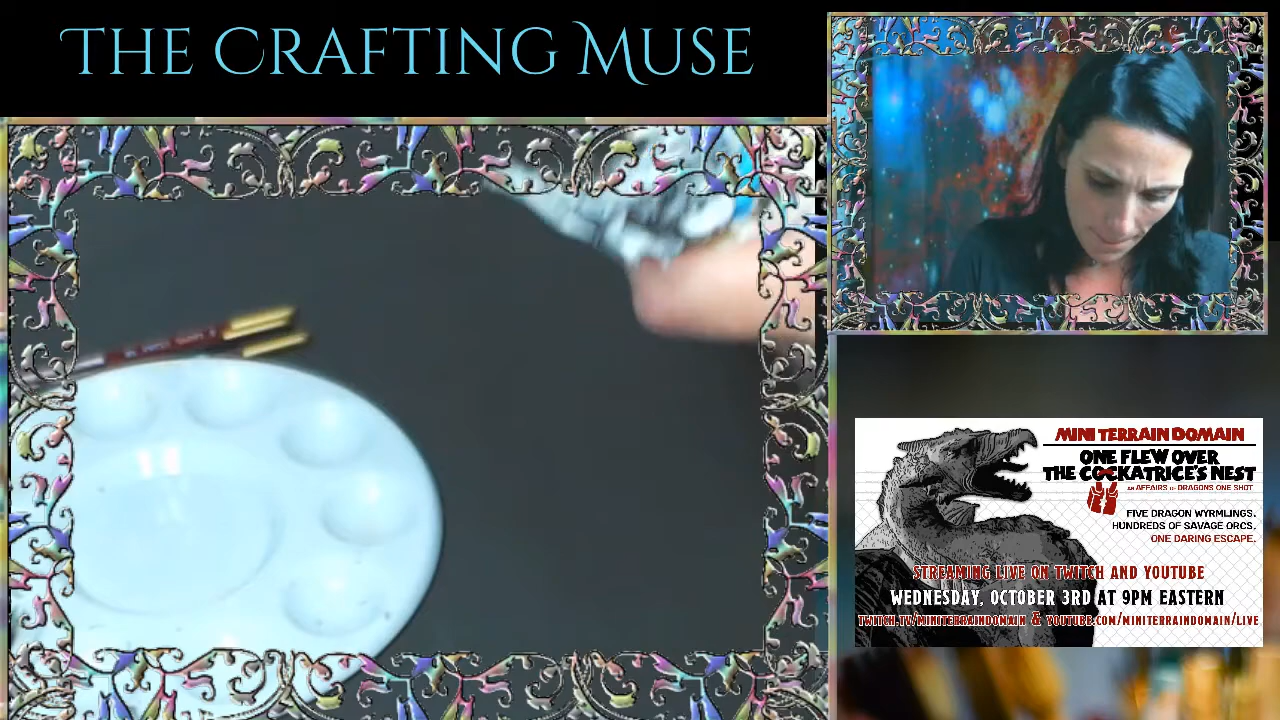 THE CRAFTING MUSE
MINI TERRAIN DOMAIN
ONE FLEW OVER
THE COCKATRICE'S NEST
AN AFFAIRS OF DRAGONS ONE SHOT
FIVE DRAGON WYRMLINGS.
HUNDREDS OF SAVAGE ORCS.
ONE DARING ESCAPE.
STREAMING LIVE ON TWITCH AND YOUTUBE
WEDNESDAY, OCTOBER 3RD AT 9PM EASTERN
TWITCH.TV/MINITERRAINDOMAIN & YOUTUBE.COM/MINITERRAINDOMAIN/LIVE